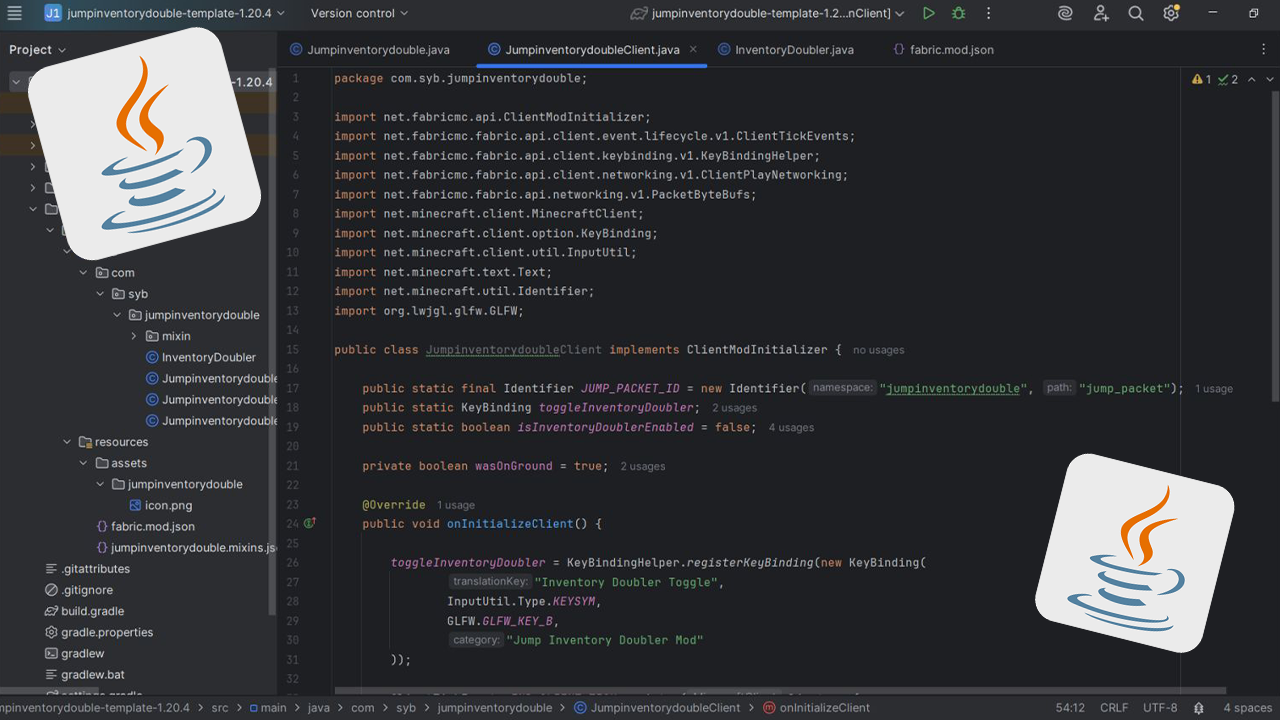 J1 jumpinventorydouble-template-1.20.4 Version control jumpinventorydouble-template-1.2...nClient]
Project
Jumpinventorydouble.java JumpinventorydoubleClient.java InventoryDoubler.java fabric.mod.json
-1.20.4
com
syb
jumpinventorydouble
mixin
InventoryDoubler
Jumpinventorydouble
Jumpinventorydouble
Jumpinventorydouble
resources
assets
jumpinventorydouble
icon.png
fabric.mod.json
jumpinventorydouble.mixins.js
.gitattributes
.gitignore
build.gradle
gradle.properties
gradlew
gradlew.bat
settings.gradle
1 package com.syb.jumpinventorydouble; 1 2
2
3 import net.fabricmc.api.ClientModInitializer;
4 import net.fabricmc.fabric.api.client.event.lifecycle.v1.ClientTickEvents;
5 import net.fabricmc.fabric.api.client.keybinding.v1.KeyBindingHelper;
6 import net.fabricmc.fabric.api.client.networking.v1.ClientPlayNetworking;
7 import net.fabricmc.fabric.api.networking.v1.PacketByteBufs;
8 import net.minecraft.client.MinecraftClient;
9 import net.minecraft.client.option.KeyBinding;
10 import net.minecraft.client.util.InputUtil;
11 import net.minecraft.text.Text;
12 import net.minecraft.util.Identifier;
13 import org.lwjgl.glfw.GLFW;
14
15 public class JumpinventorydoubleClient implements ClientModInitializer { no usages
16
17 public static final Identifier JUMP_PACKET_ID = new Identifier( namespace: "jumpinventorydouble", path: "jump_packet"); 1 usage
18 public static KeyBinding toggleInventoryDoubler; 2 usages
19 public static boolean isInventoryDoublerEnabled = false; 4 usages
20
21 private boolean wasOnGround = true; 2 usages
22
23 @Override 1 usage
24 public void onInitializeClient() {
25
26 toggleInventoryDoubler = KeyBindingHelper.registerKeyBinding(new KeyBinding(
27 translationKey: "Inventory Doubler Toggle",
28 InputUtil.Type.KEYSYM,
29 GLFW.GLFW_KEY_B,
30 category: "Jump Inventory Doubler Mod"
31 ));
32
mpinventorydouble-template-1.20.4 > src > main > java > com > syb > jumpinventorydouble > JumpinventorydoubleClient > onInitializeClient 54:12 CRLF UTF-8 4 spaces